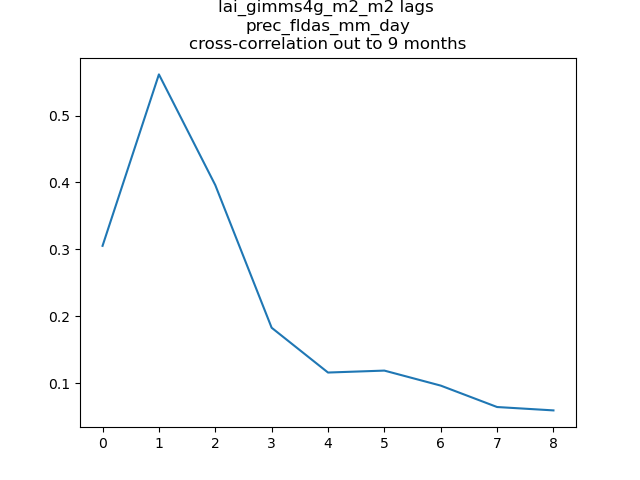 lai_gimms4g_m2_m2 lags
prec_fldas_mm_day
cross-correlation out to 9 months
0.5
0.4
0.3
0.2
0.1
0 1 2 3 4 5 6 7 8